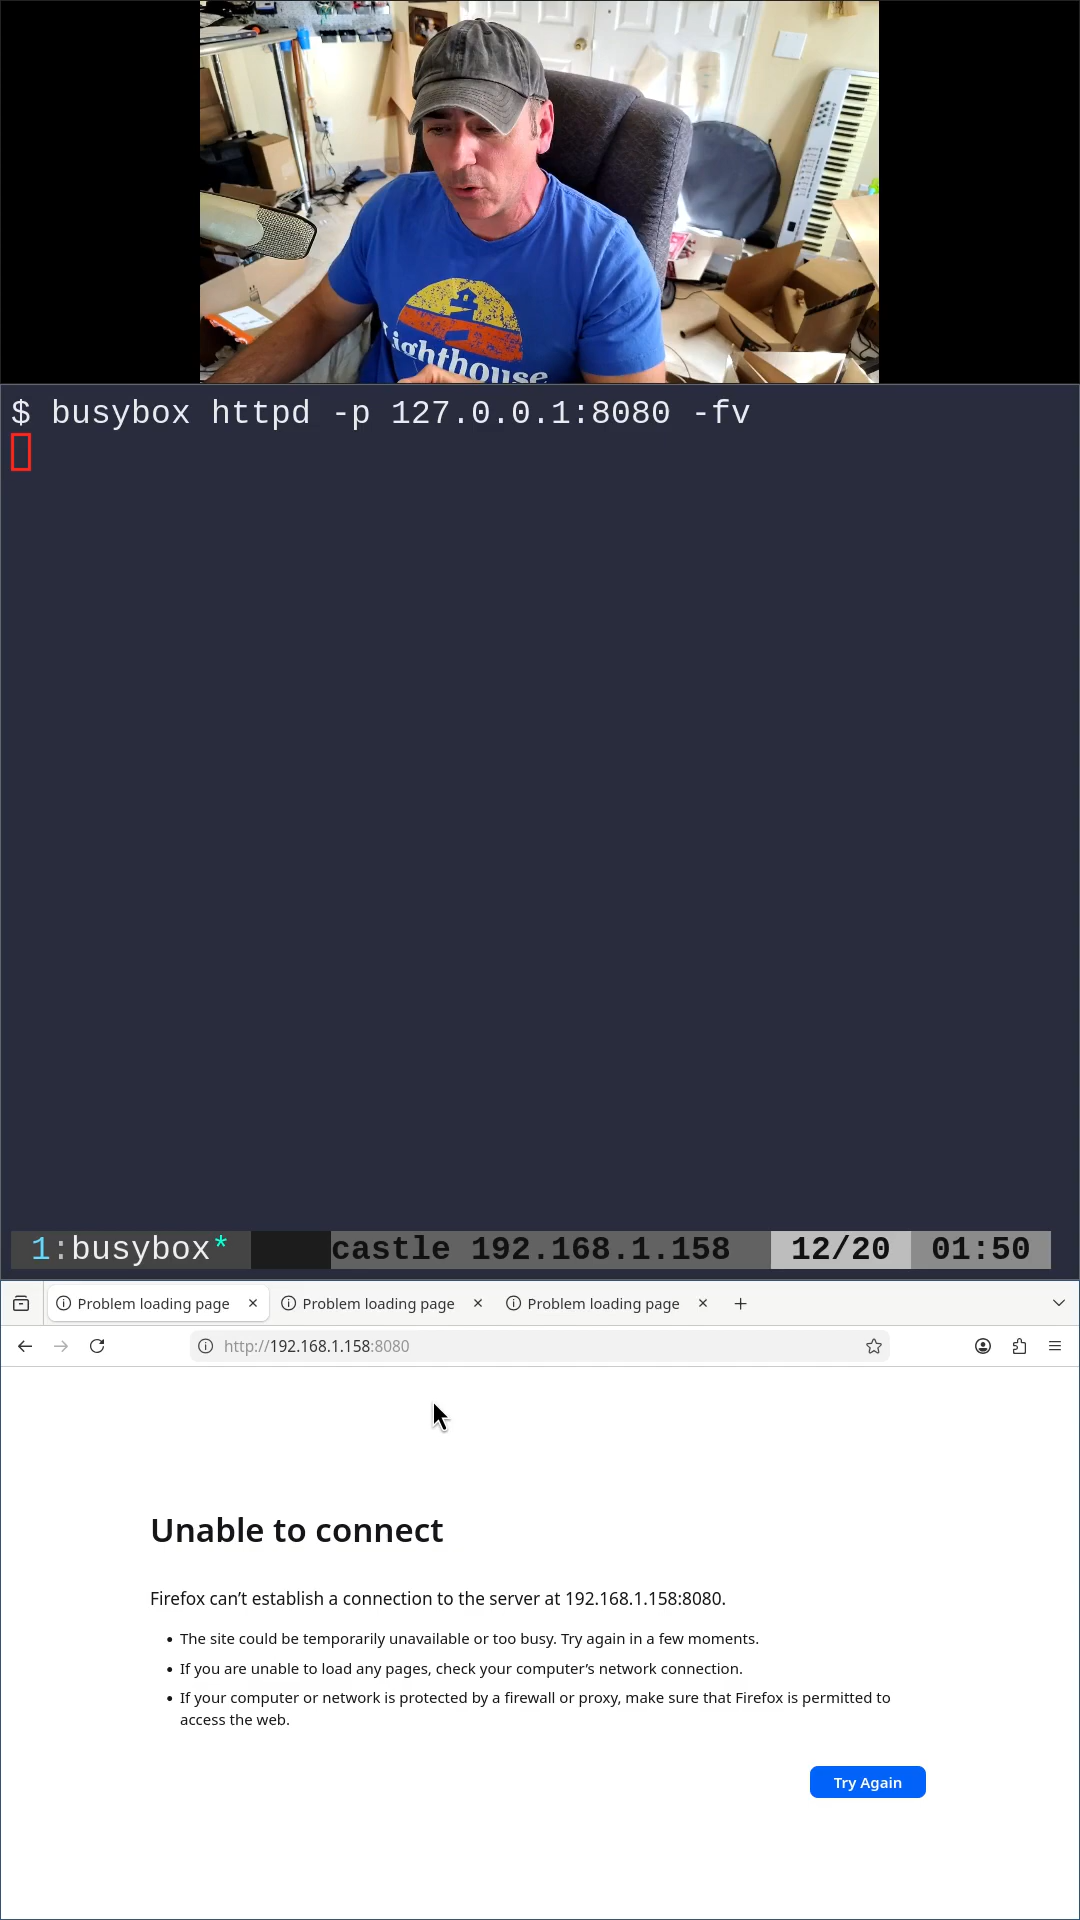 Lighthouse
$ busybox httpd -p 127.0.0.1:8080 -fv
1:busybox* castle 192.168.1.158 12/20 01:50
Problem loading page Problem loading page Problem loading page
http://192.168.1.158:8080
Unable to connect
Firefox can’t establish a connection to the server at 192.168.1.158:8080.
• The site could be temporarily unavailable or too busy. Try again in a few moments.
• If you are unable to load any pages, check your computer’s network connection.
• If your computer or network is protected by a firewall or proxy, make sure that Firefox is permitted to
access the web.
Try Again